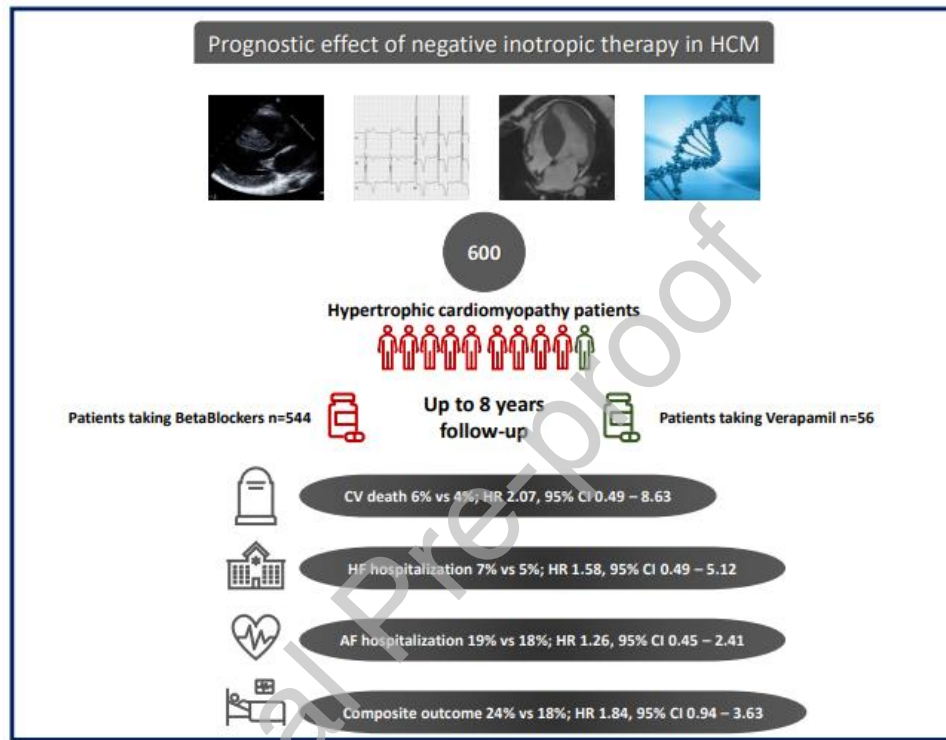 Prognostic effect of negative inotropic therapy in HCM
600
Hypertrophic cardiomyopathy patients
Patients taking BetaBlockers n=544
Up to 8 years
follow-up
Patients taking Verapamil n=56
CV death 6% vs 4%; HR 2.07, 95% CI 0.49 – 8.63
HF hospitalization 7% vs 5%; HR 1.58, 95% CI 0.49 – 5.12
AF hospitalization 19% vs 18%; HR 1.26, 95% CI 0.45 – 2.41
Composite outcome 24% vs 18%; HR 1.84, 95% CI 0.94 – 3.63
al Pre-proof